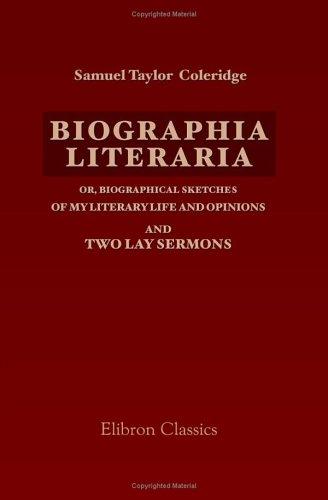 Samuel Taylor Coleridge
BIOGRAPHIA
LITERARIA
OR, BIOGRAPHICAL SKETCHES
OF MY LITERARY LIFE AND OPINIONS
AND
TWO LAY SERMONS
Elibron Classics